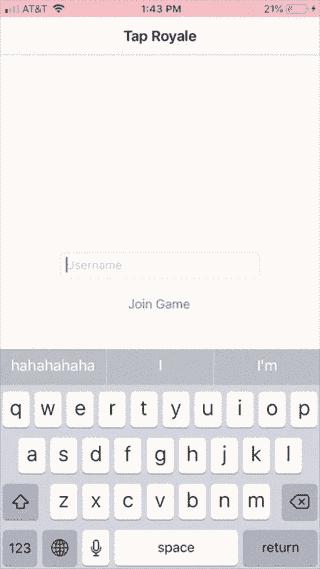 AT&T 1:43 PM 21%
Tap Royale
Username
Join Game
hahahahaha I I'm
q w e r t y u i o p
a s d f g h j k l
z x c v b n m
123 space return